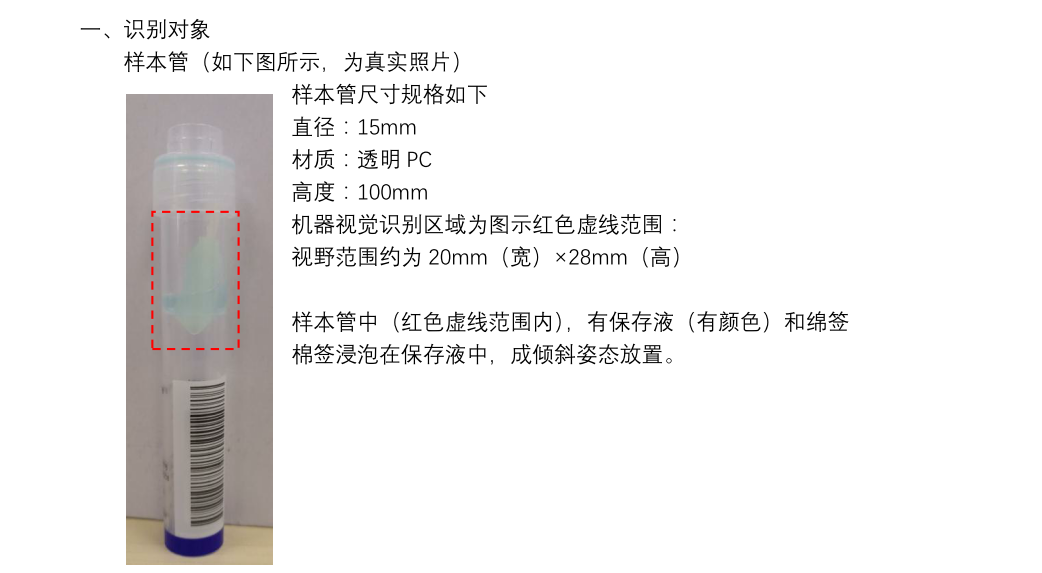 一、识别对象
样本管（如下图所示，为真实照片）
样本管尺寸规格如下
直径：15mm
材质：透明 PC
高度：100mm
机器视觉识别区域为图示红色虚线范围：
视野范围约为 20mm（宽）×28mm（高）
样本管中（红色虚线范围内），有保存液（有颜色）和绵签
棉签浸泡在保存液中，成倾斜姿态放置。